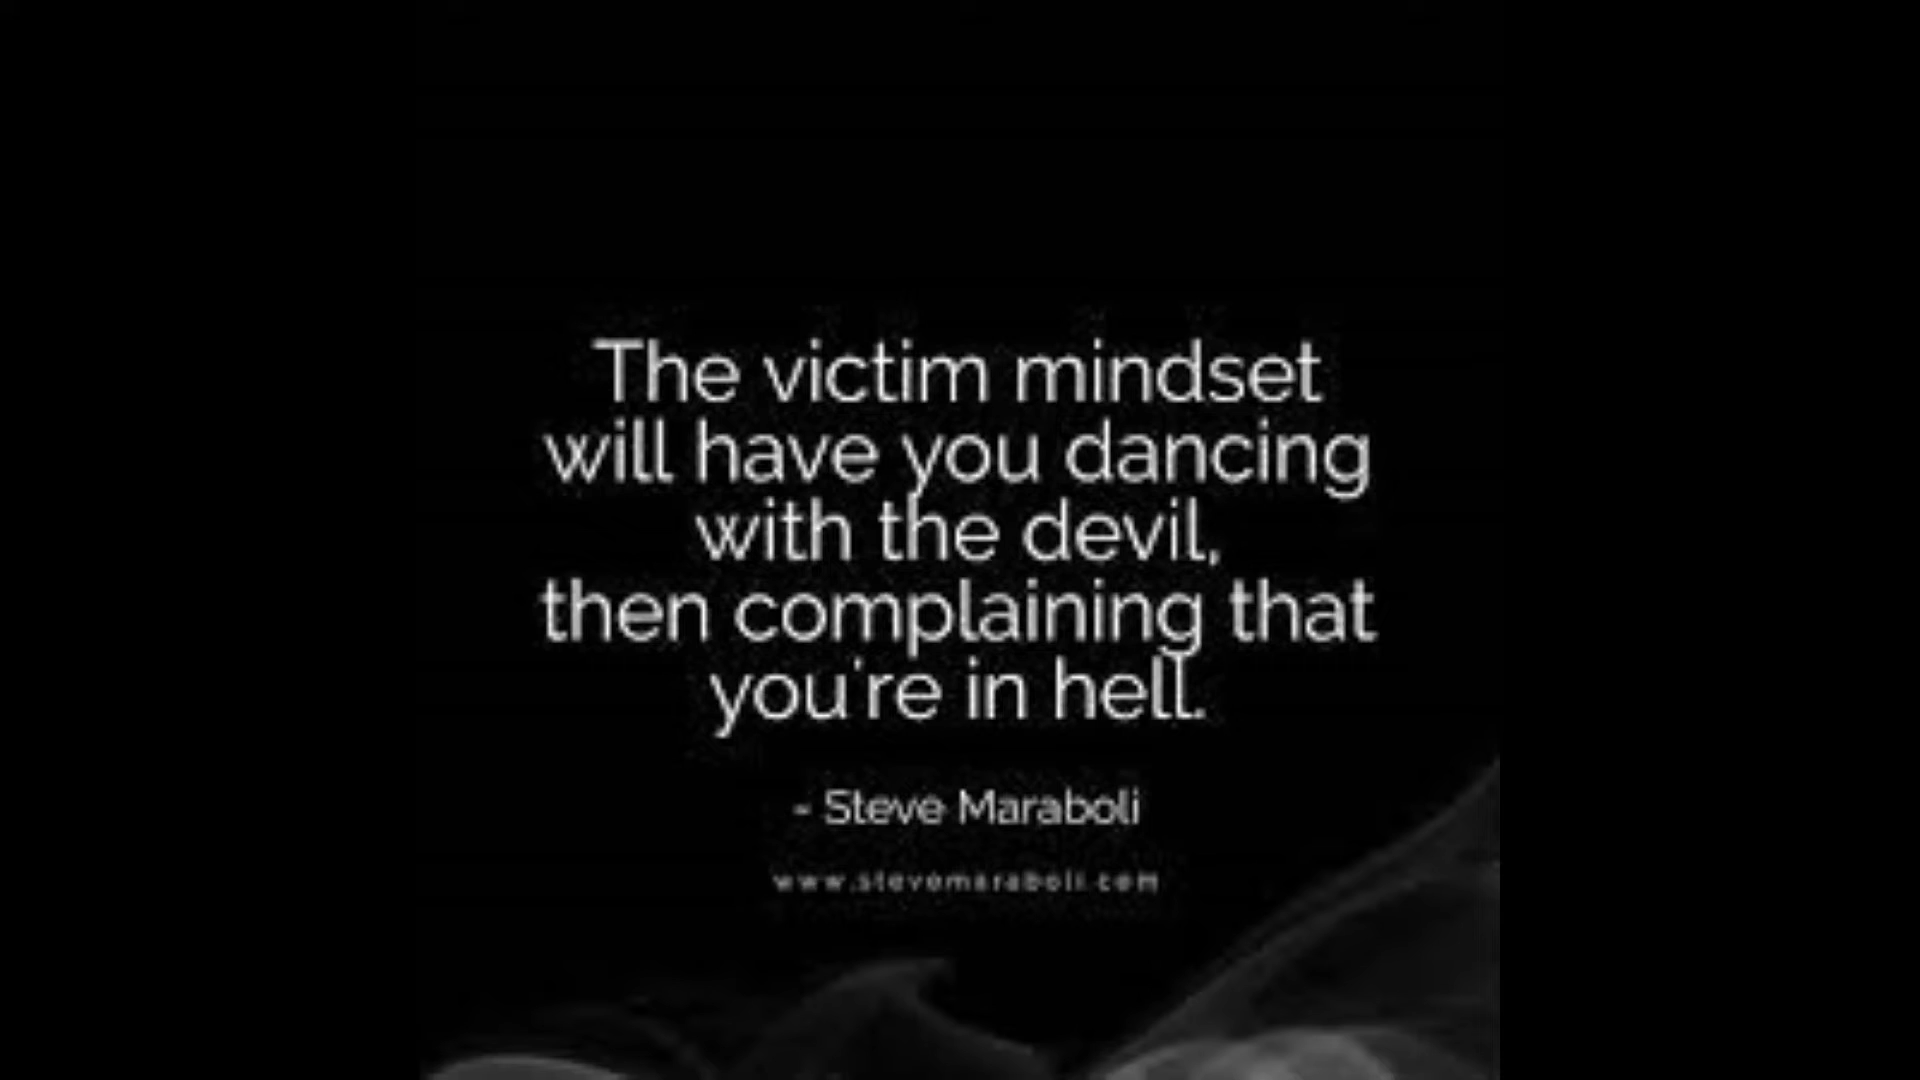 The victim mindset
will have you dancing
with the devil,
then complaining that
you're in hell.
- Steve Maraboli
www.stevemaraboli.com